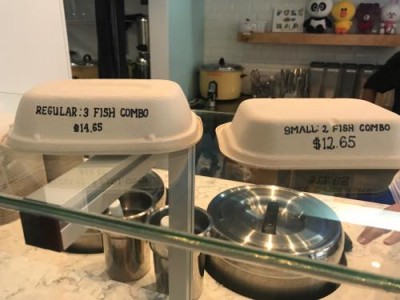 REGULAR: 3 FISH COMBO
$14.65
SMALL: 2 FISH COMBO
$12.65